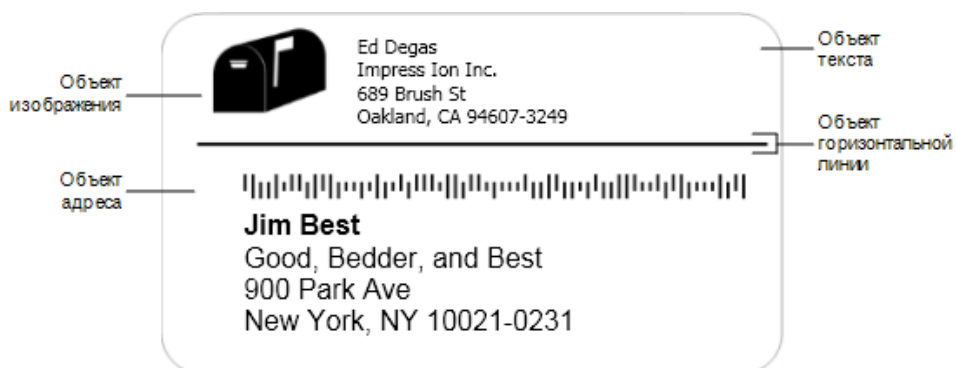 Объект
изображения
Объект
адреса
Ed Degas
Impress Ion Inc.
689 Brush St
Oakland, CA 94607-3249
Jim Best
Good, Bedder, and Best
900 Park Ave
New York, NY 10021-0231
Объект
текста
Объект
горизонтальной
линии